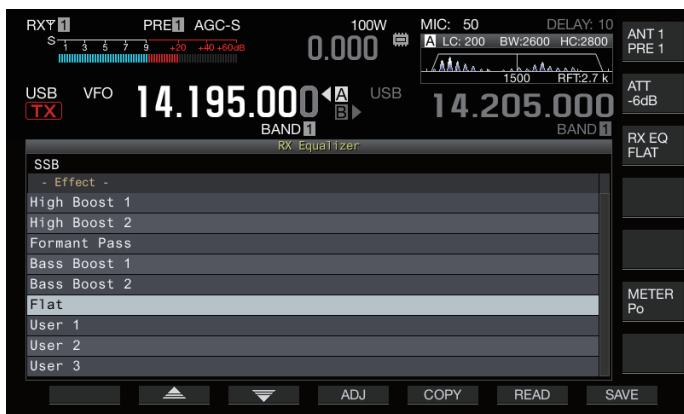 RX 1 PRE 1 AGC-S 100W MIC: 50 DELAY: 10
S 1 3 5 7 9 +20 +40 +60dB
0.000
A LC: 200 BW:2600 HC:2800
1500 RFT:2.7 k
USB VFO 14.195.000 A USB 14.205.000
TX B
BAND 1 BAND 1
RX Equalizer
SSB
- Effect -
High Boost 1
High Boost 2
Formant Pass
Bass Boost 1
Bass Boost 2
Flat
User 1
User 2
User 3
ANT 1
PRE 1
ATT
-6dB
RX EQ
FLAT
METER
Po
ADJ COPY READ SAVE